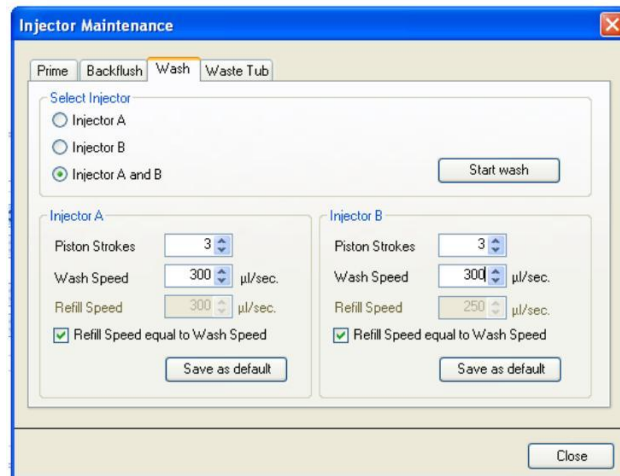 Injector Maintenance
Prime Backflush Wash Waste Tub
Select Injector
Injector A
Injector B
Injector A and B
Start wash
Injector A
Piston Strokes 3
Wash Speed 300 µl/sec.
Refill Speed 300 µl/sec.
Refill Speed equal to Wash Speed
Save as default
Injector B
Piston Strokes 3
Wash Speed 300 µl/sec.
Refill Speed 250 µl/sec.
Refill Speed equal to Wash Speed
Save as default
Close